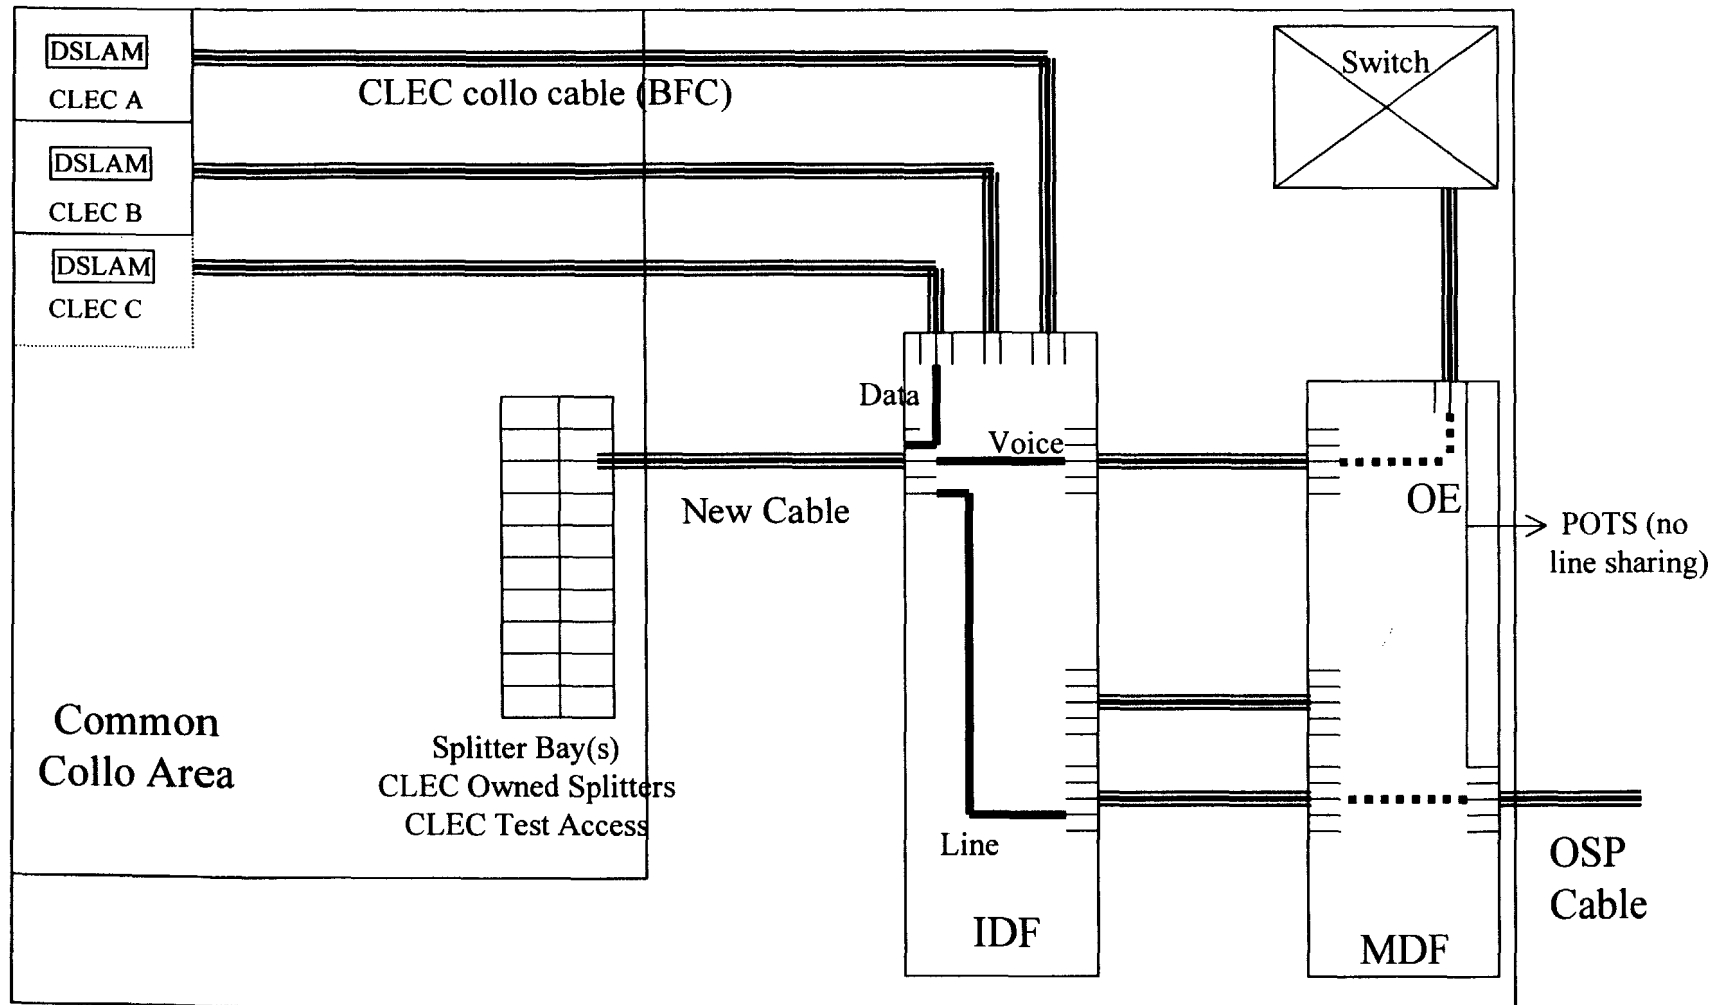 DSLAM
CLEC A
CLEC collo cable (BFC)
Switch
DSLAM
CLEC B
DSLAM
CLEC C
Data
Voice
New Cable
OE
POTS (no
line sharing)
Common
Collo Area
Splitter Bay(s)
CLEC Owned Splitters
CLEC Test Access
Line
OSP
Cable
IDF
MDF